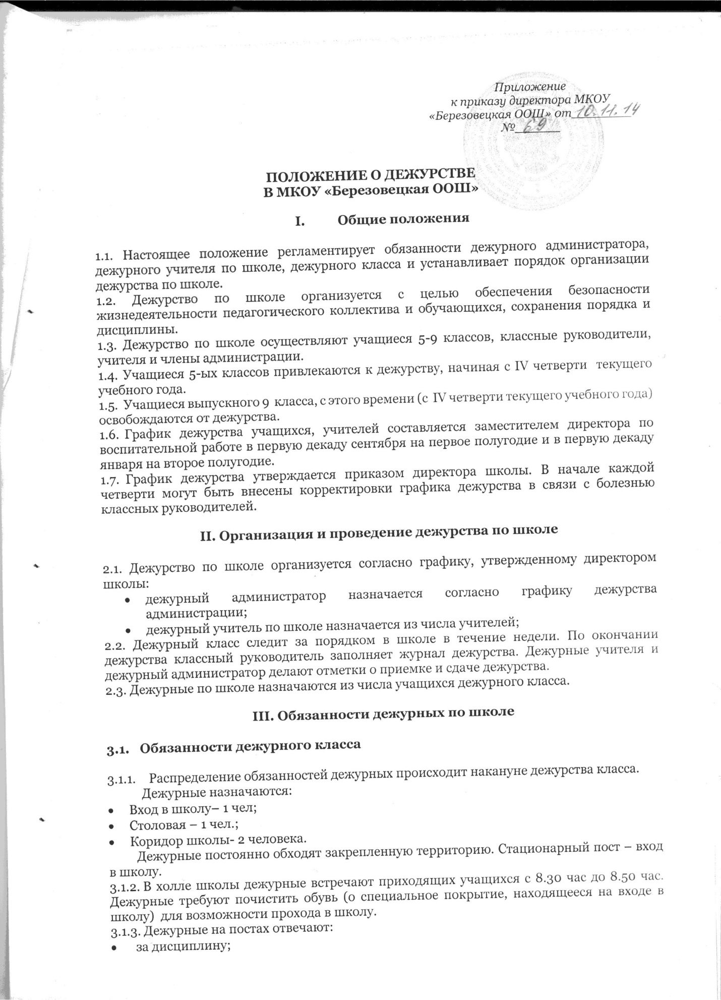 Приложение
к приказу директора МКОУ
«Березовецкая ООШ» от 10.11.14
№ 69
ПОЛОЖЕНИЕ О ДЕЖУРСТВЕ
В МКОУ «Березовецкая ООШ»
I. Общие положения
1.1. Настоящее положение регламентирует обязанности дежурного администратора,
дежурного учителя по школе, дежурного класса и устанавливает порядок организации
дежурства по школе.
1.2. Дежурство по школе организуется с целью обеспечения безопасности
жизнедеятельности педагогического коллектива и обучающихся, сохранения порядка и
дисциплины.
1.3. Дежурство по школе осуществляют учащиеся 5-9 классов, классные руководители,
учителя и члены администрации.
1.4. Учащиеся 5-ых классов привлекаются к дежурству, начиная с IV четверти текущего
учебного года.
1.5. Учащиеся выпускного 9 класса, с этого времени (с IV четверти текущего учебного года)
освобождаются от дежурства.
1.6. График дежурства учащихся, учителей составляется заместителем директора по
воспитательной работе в первую декаду сентября на первое полугодие и в первую декаду
января на второе полугодие.
1.7. График дежурства утверждается приказом директора школы. В начале каждой
четверти могут быть внесены корректировки графика дежурства в связи с болезнью
классных руководителей.
II. Организация и проведение дежурства по школе
2.1. Дежурство по школе организуется согласно графику, утвержденному директором
школы:
• дежурный администратор назначается согласно графику дежурства
администрации;
• дежурный учитель по школе назначается из числа учителей;
2.2. Дежурный класс следит за порядком в школе в течение недели. По окончании
дежурства классный руководитель заполняет журнал дежурства. Дежурные учителя и
дежурный администратор делают отметки о приемке и сдаче дежурства.
2.3. Дежурные по школе назначаются из числа учащихся дежурного класса.
III. Обязанности дежурных по школе
3.1. Обязанности дежурного класса
3.1.1. Распределение обязанностей дежурных происходит накануне дежурства класса.
Дежурные назначаются:
• Вход в школу– 1 чел;
• Столовая – 1 чел.;
• Коридор школы- 2 человека.
Дежурные постоянно обходят закрепленную территорию. Стационарный пост – вход
в школу.
3.1.2. В холле школы дежурные встречают приходящих учащихся с 8.30 час до 8.50 час.
Дежурные требуют почистить обувь (о специальное покрытие, находящееся на входе в
школу) для возможности прохода в школу.
3.1.3. Дежурные на постах отвечают:
• за дисциплину;